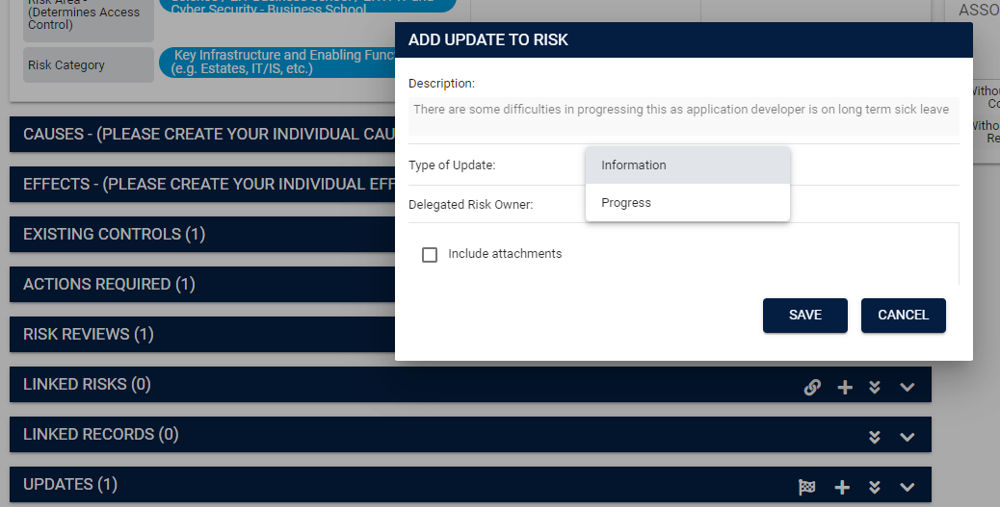 Risk Area -
(Determines Access
Control)
Cyber Security - Business School
Risk Category
Key Infrastructure and Enabling Func
(e.g. Estates, IT/IS, etc.)
CAUSES - (PLEASE CREATE YOUR INDIVIDUAL CAU
EFFECTS - (PLEASE CREATE YOUR INDIVIDUAL EFF
EXISTING CONTROLS (1)
ACTIONS REQUIRED (1)
RISK REVIEWS (1)
LINKED RISKS (0)
LINKED RECORDS (0)
UPDATES (1)
ADD UPDATE TO RISK
Description:
There are some difficulties in progressing this as application developer is on long term sick leave
Type of Update:
Information
Progress
Delegated Risk Owner:
Include attachments
SAVE
CANCEL
ASSO